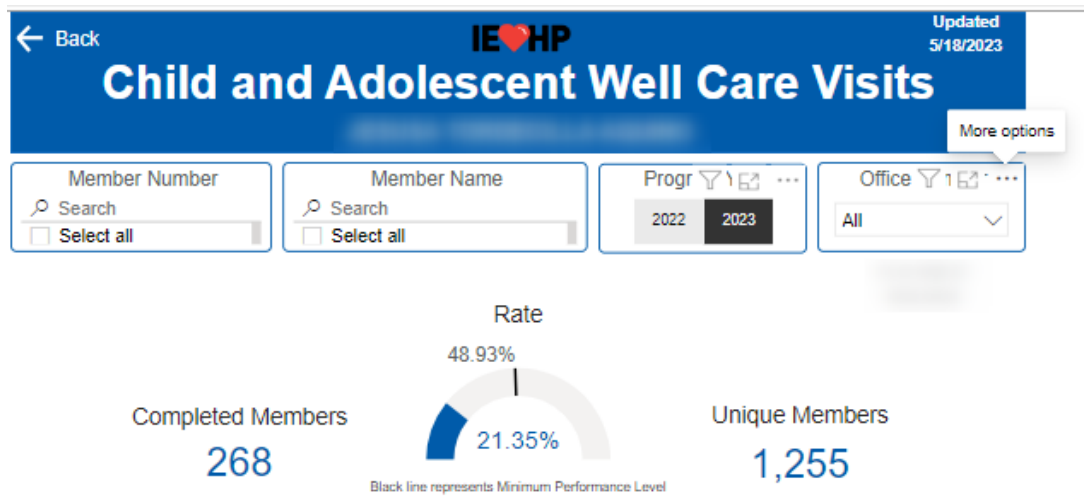 Back
IEHP
Updated
5/18/2023
Child and Adolescent Well Care Visits
More options
Member Number
Search
Select all
Member Name
Search
Select all
Progr
2022 2023
Office
All
Rate
48.93%
21.35%
Black line represents Minimum Performance Level
Completed Members
268
Unique Members
1,255